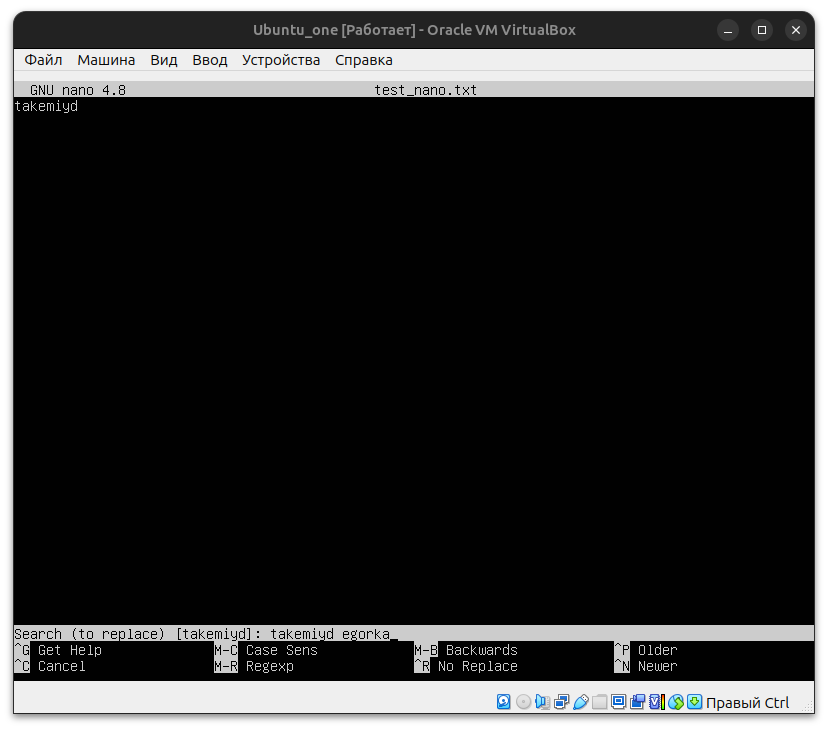 Ubuntu_one [Работает] - Oracle VM VirtualBox
Файл Машина Вид Ввод Устройства Справка
GNU nano 4.8 test_nano.txt
takemiyd
Search (to replace) [takemiyd]: takemiyd egorka_
^G Get Help M-C Case Sens M-B Backwards ^P Older
^C Cancel M-R Regexp ^R No Replace ^N Newer
Правый Ctrl